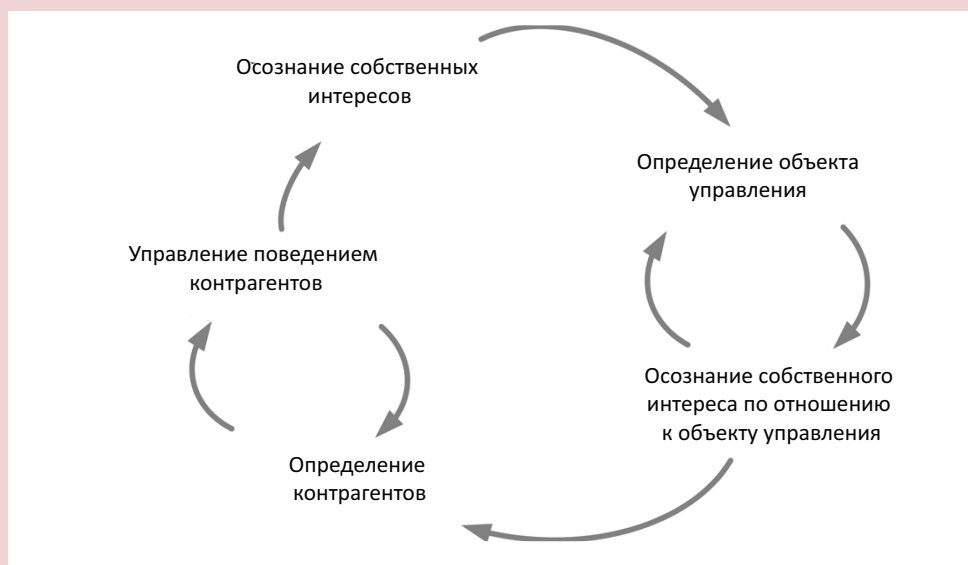 Осознание собственных
интересов
Определение объекта
управления
Управление поведением
контрагентов
Осознание собственного
интереса по отношению
к объекту управления
Определение
контрагентов